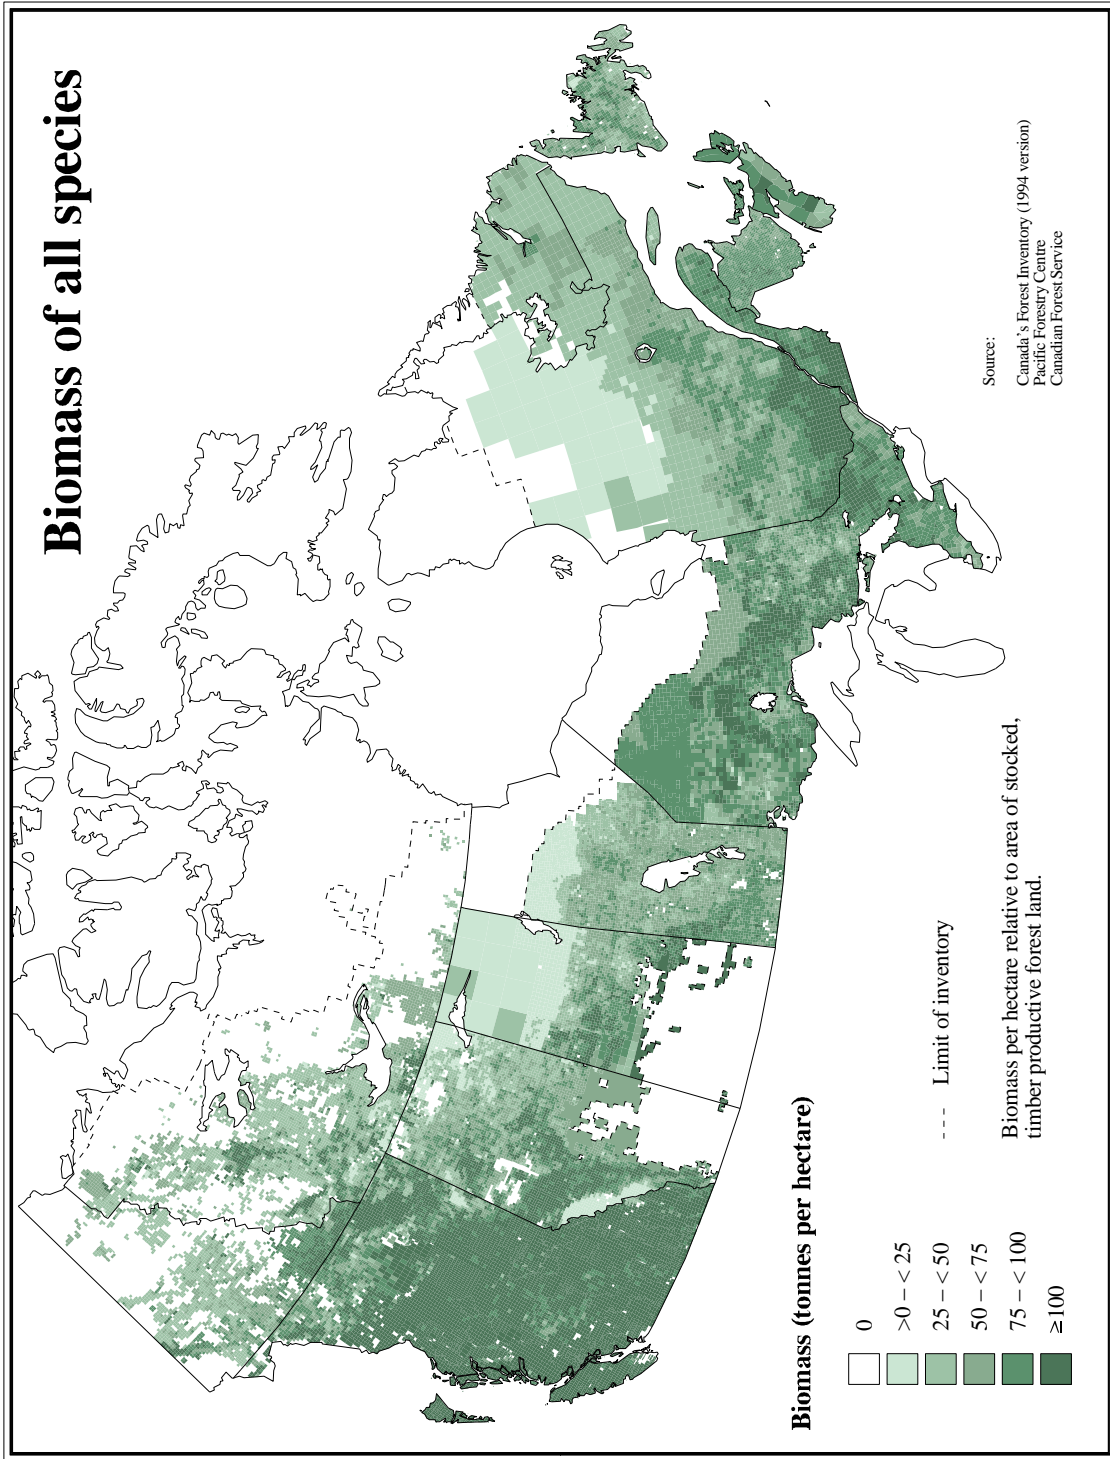 Biomass of all species
Biomass (tonnes per hectare)
0
>0 – < 25
25 – < 50
50 – < 75
75 – < 100
≥100
--- Limit of inventory
Biomass per hectare relative to area of stocked,
timber productive forest land.
Source:
Canada's Forest Inventory (1994 version)
Pacific Forestry Centre
Canadian Forest Service